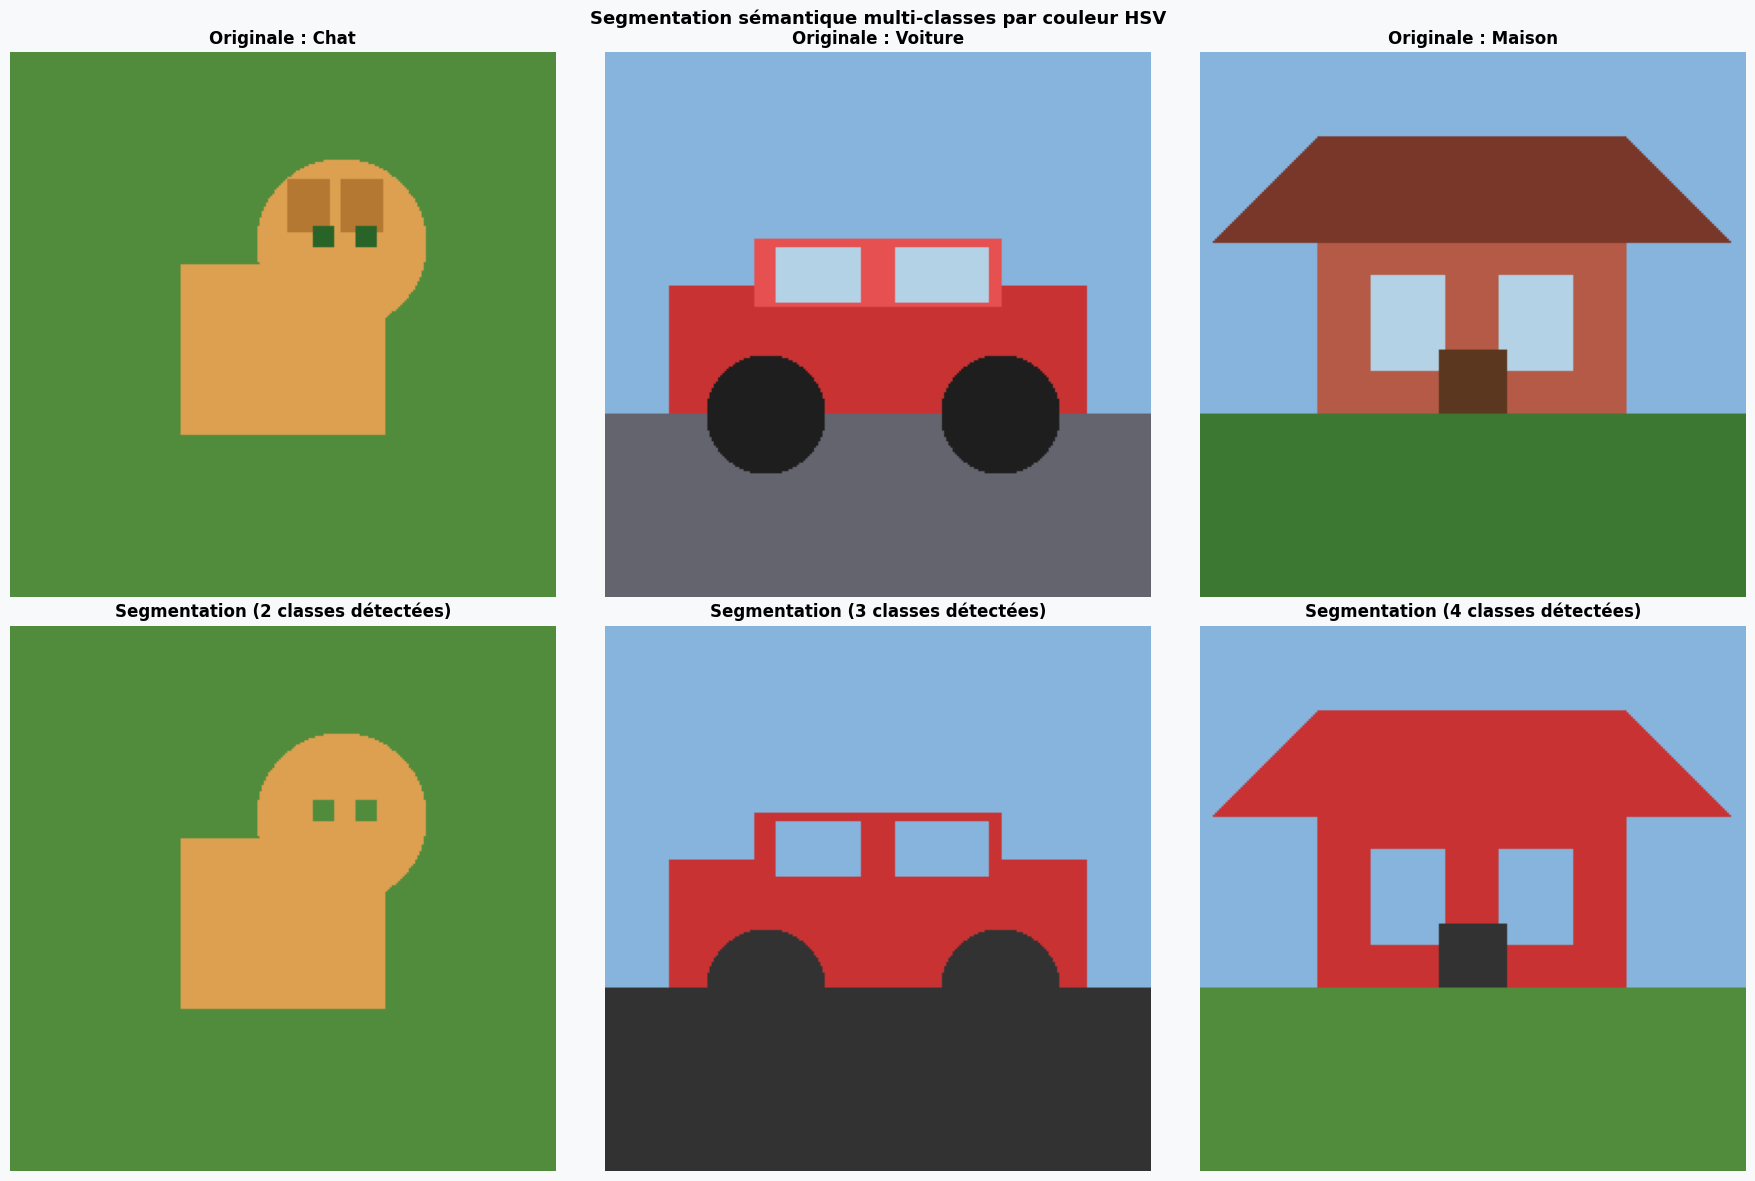 Segmentation sémantique multi-classes par couleur HSV
Originale : Chat
Originale : Voiture
Originale : Maison
Segmentation (2 classes détectées)
Segmentation (3 classes détectées)
Segmentation (4 classes détectées)